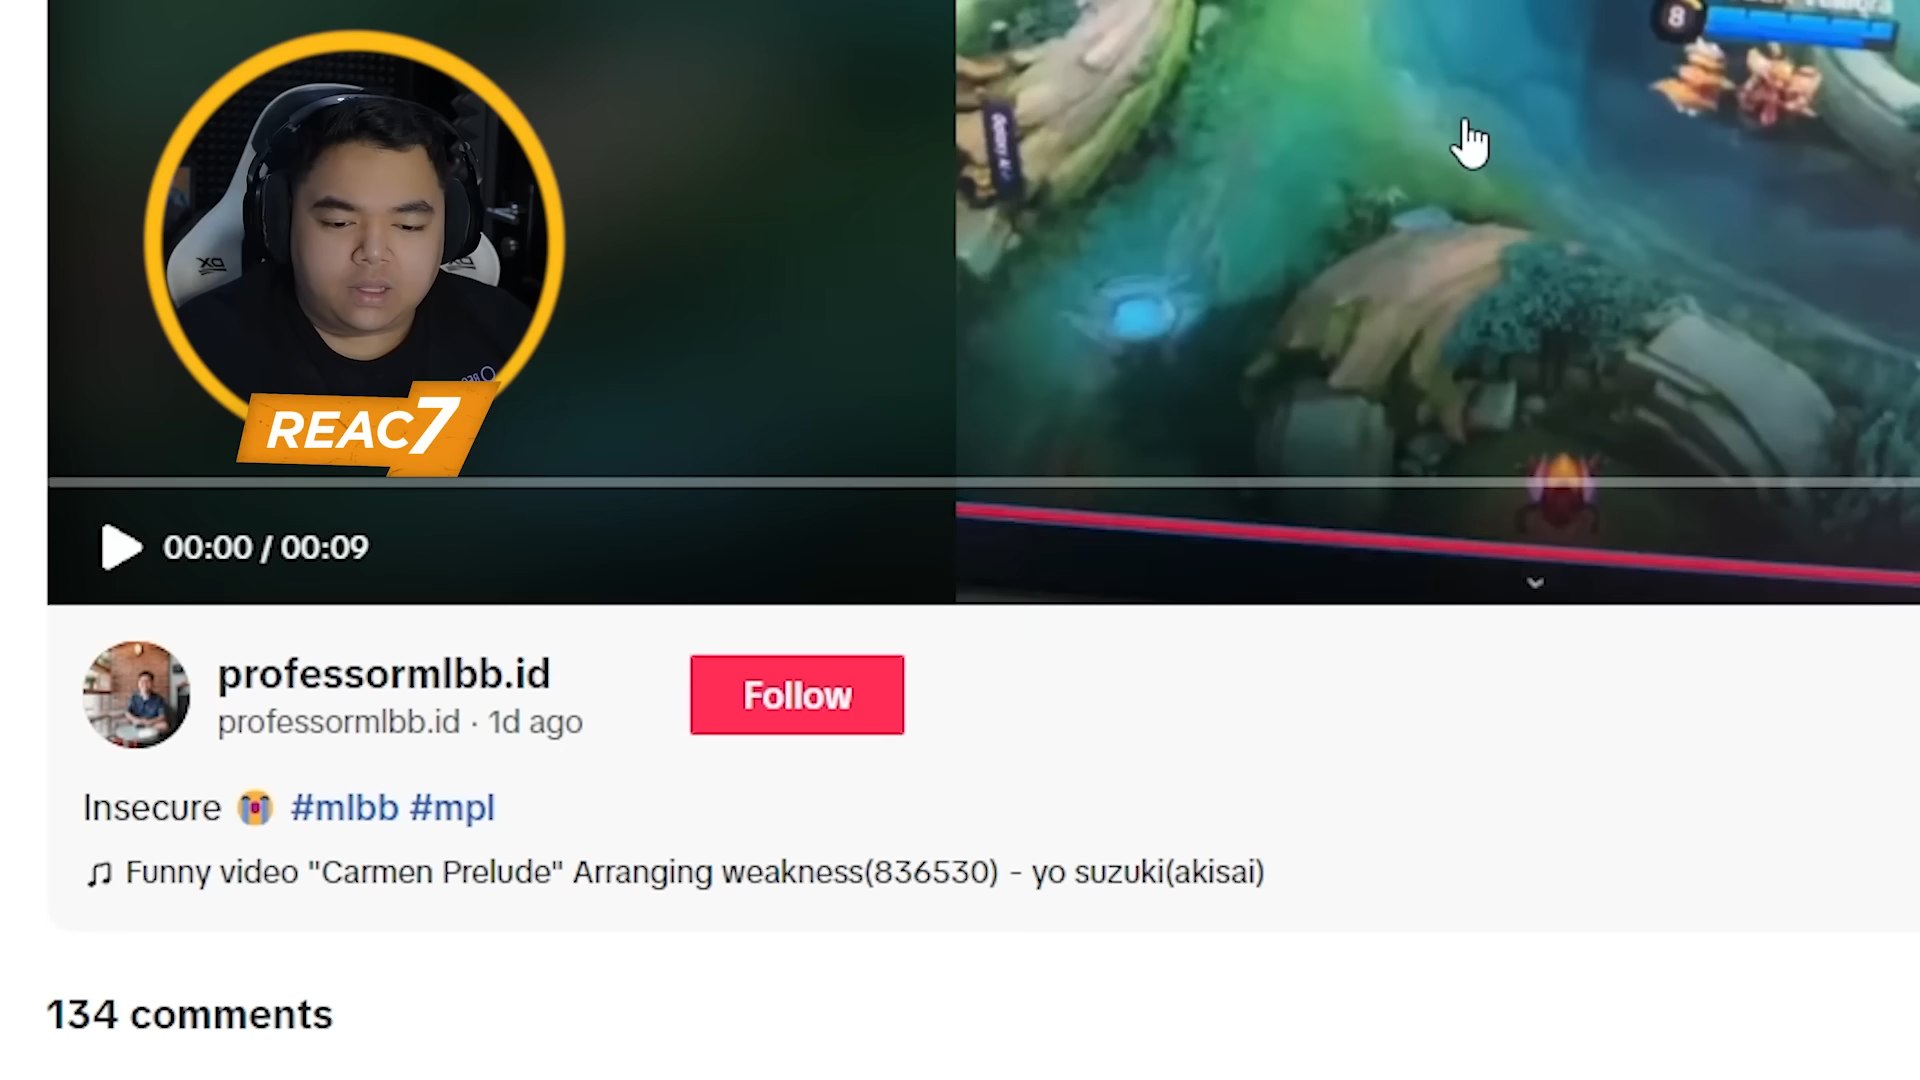 8
REAC7
00:00 / 00:09
professormlbb.id
professormlbb.id · 1d ago
Follow
Insecure 😭 #mlbb #mpl
♫ Funny video "Carmen Prelude" Arranging weakness(836530) - yo suzuki(akisai)
134 comments